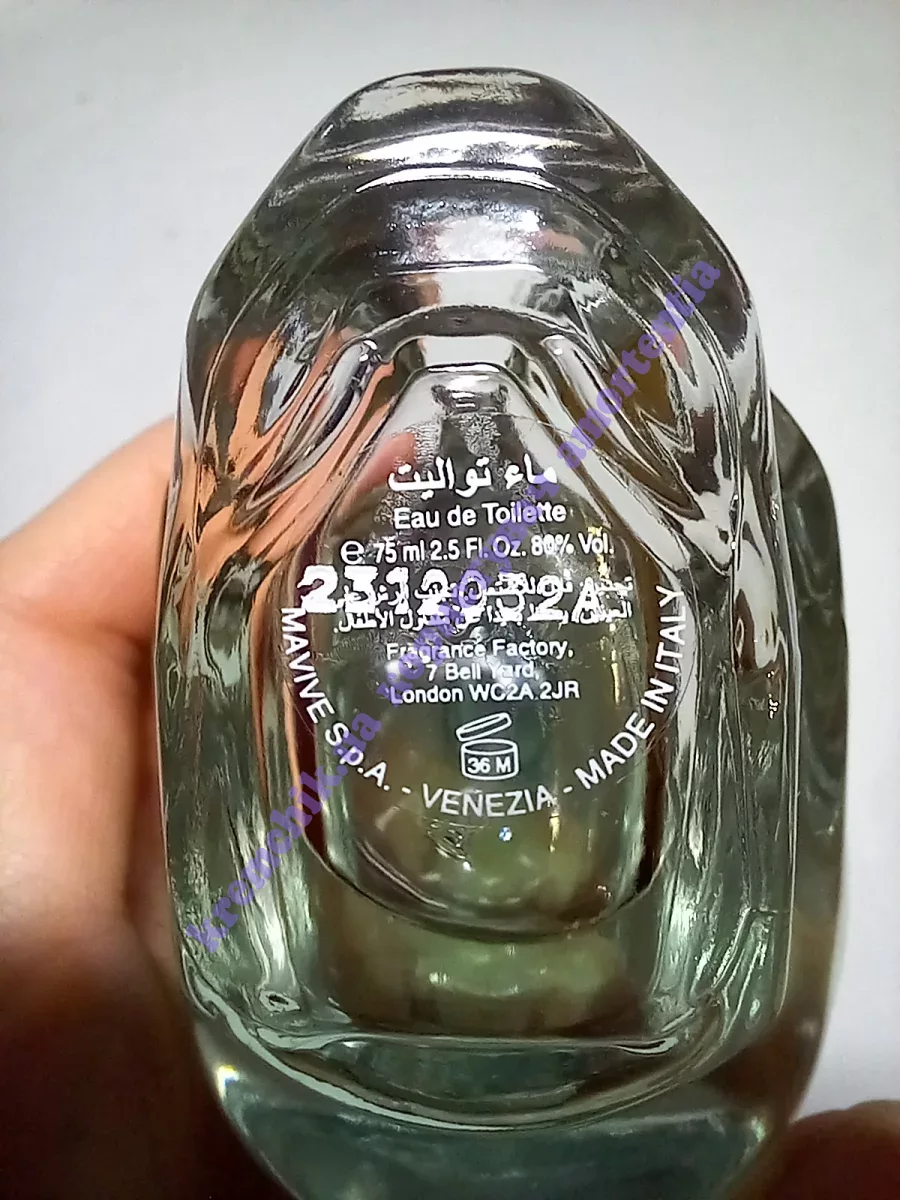 ماء تواليت
Eau de Toilette
e 75 ml 2.5 Fl. Oz. 80% Vol.
2312032A
Fragrance Factory,
7 Bell Yard,
London WC2A 2JR
36 M
MAVIVE S.p.A. - VENEZIA - MADE IN ITALY